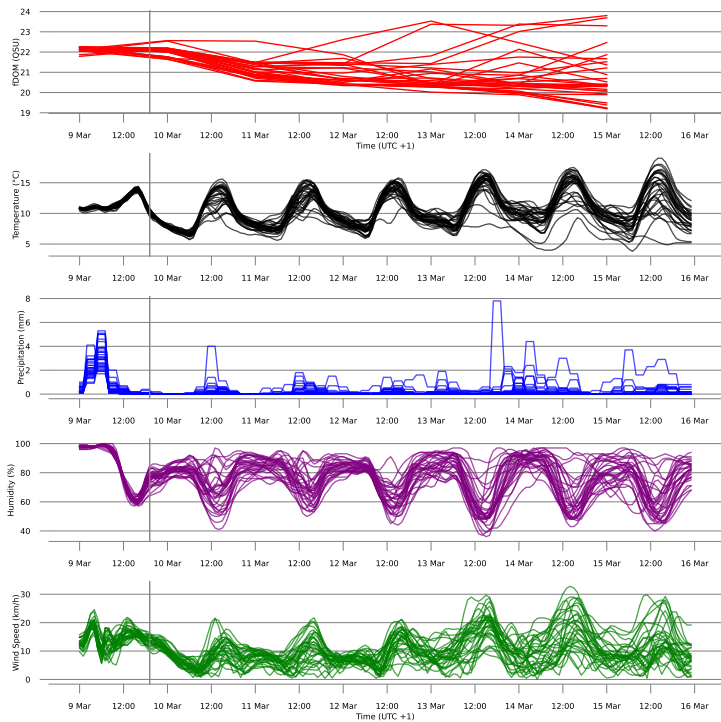 24
23
22
21
20
19
fDOM (QSU)
9 Mar 12:00 10 Mar 12:00 11 Mar 12:00 12 Mar 12:00 13 Mar 12:00 14 Mar 12:00 15 Mar 12:00 16 Mar
Time (UTC +1)
15
10
5
Temperature (°C)
9 Mar 12:00 10 Mar 12:00 11 Mar 12:00 12 Mar 12:00 13 Mar 12:00 14 Mar 12:00 15 Mar 12:00 16 Mar
8
6
4
2
0
Precipitation (mm)
9 Mar 12:00 10 Mar 12:00 11 Mar 12:00 12 Mar 12:00 13 Mar 12:00 14 Mar 12:00 15 Mar 12:00 16 Mar
100
80
60
40
Humidity (%)
9 Mar 12:00 10 Mar 12:00 11 Mar 12:00 12 Mar 12:00 13 Mar 12:00 14 Mar 12:00 15 Mar 12:00 16 Mar
30
20
10
0
Wind Speed (km/h)
9 Mar 12:00 10 Mar 12:00 11 Mar 12:00 12 Mar 12:00 13 Mar 12:00 14 Mar 12:00 15 Mar 12:00 16 Mar
Time (UTC +1)